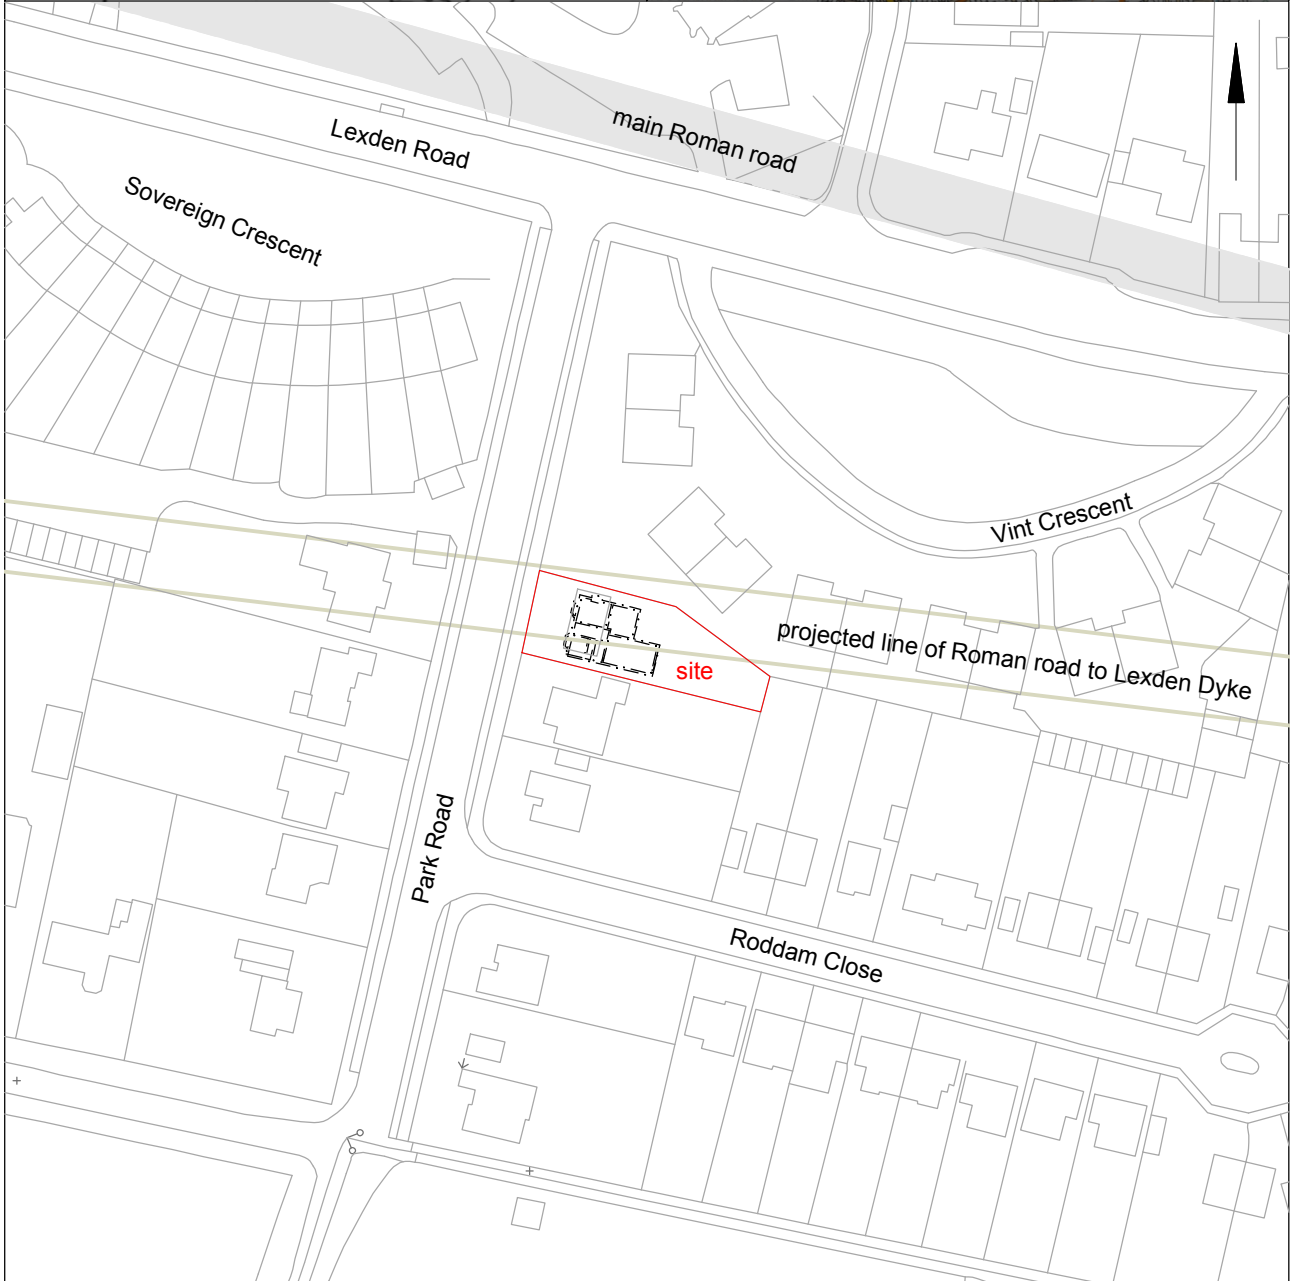 main Roman road
Lexden Road
Sovereign Crescent
Vint Crescent
projected line of Roman road to Lexden Dyke
site
Park Road
Roddam Close